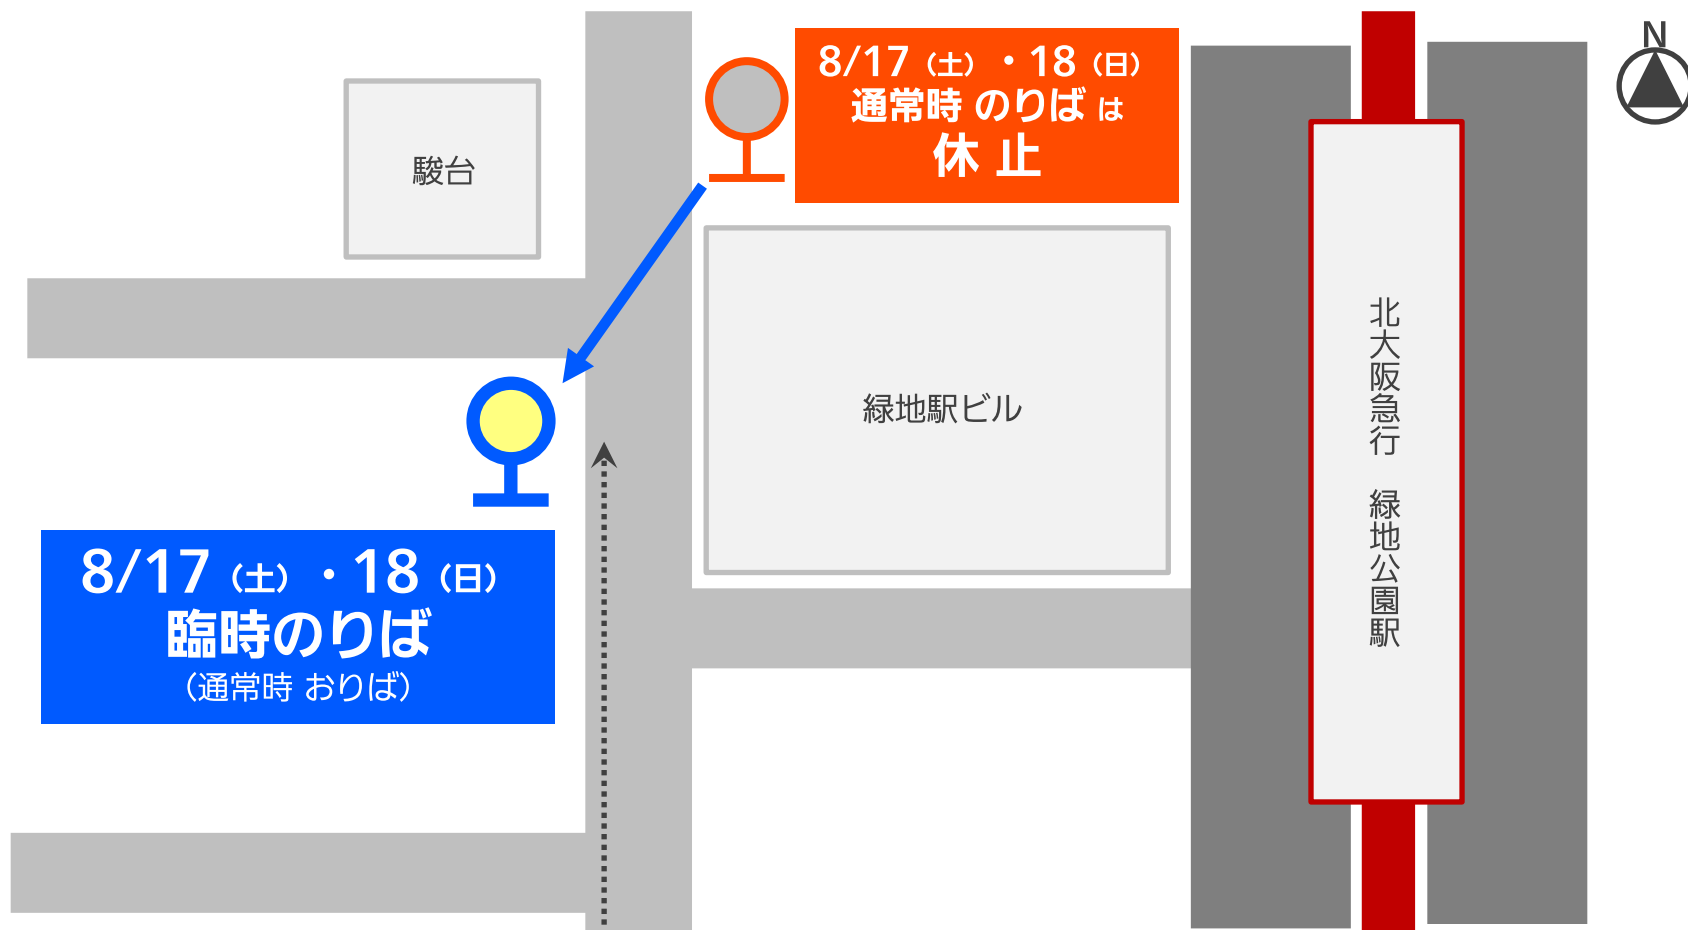 N
8/17（土）・18（日）
通常時 のりば は
休 止
駿台
緑地駅ビル
北大阪急行　緑地公園駅
8/17（土）・18（日）
臨時のりば
（通常時 おりば）